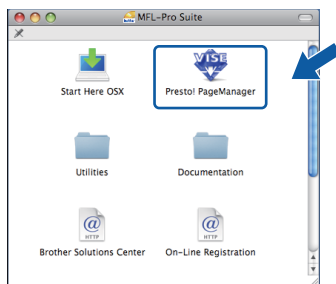 MFL-Pro Suite
VISE
Start Here OSX
Presto! PageManager
Utilities
Documentation
@
HTTP
@
HTTP
Brother Solutions Center
On-Line Registration